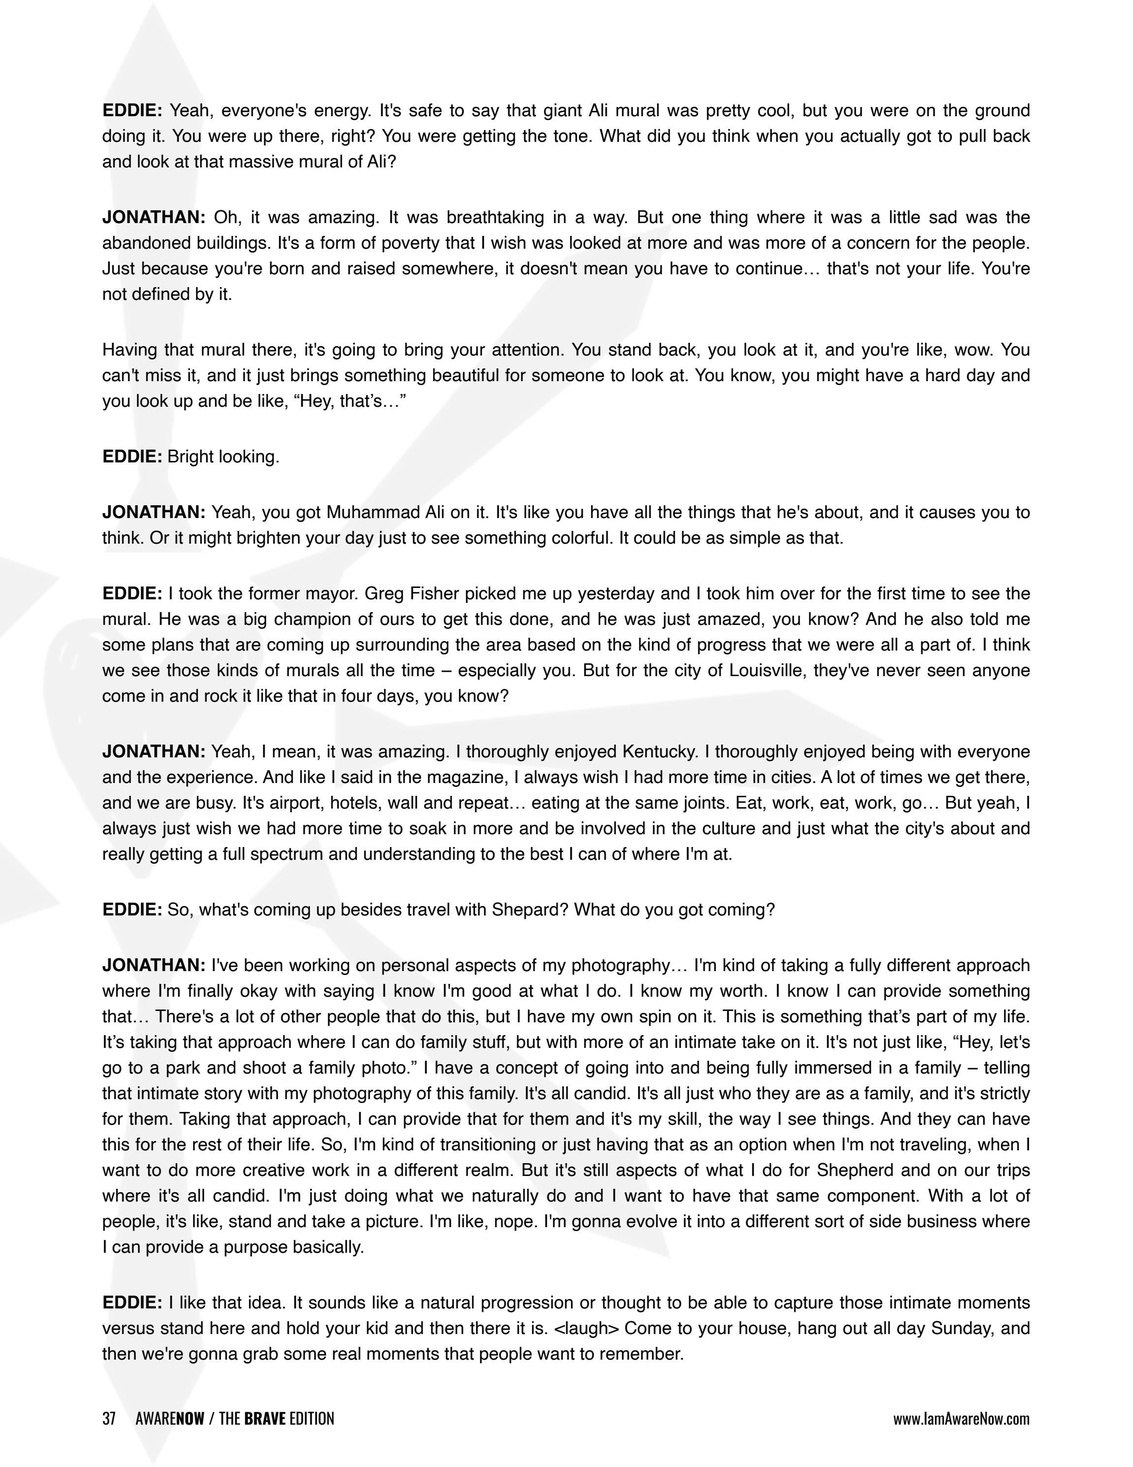 EDDIE: Yeah, everyone's energy. It's safe to say that giant Ali mural was pretty cool, but you were on the ground
doing it. You were up there, right? You were getting the tone. What did you think when you actually got to pull back
and look at that massive mural of Ali?
JONATHAN: Oh, it was amazing. It was breathtaking in a way. But one thing where it was a little sad was the
abandoned buildings. It's a form of poverty that I wish was looked at more and was more of a concern for the people.
Just because you're born and raised somewhere, it doesn't mean you have to continue… that's not your life. You're
not defined by it.
Having that mural there, it's going to bring your attention. You stand back, you look at it, and you're like, wow. You
can't miss it, and it just brings something beautiful for someone to look at. You know, you might have a hard day and
you look up and be like, “Hey, that’s…”
EDDIE: Bright looking.
JONATHAN: Yeah, you got Muhammad Ali on it. It's like you have all the things that he's about, and it causes you to
think. Or it might brighten your day just to see something colorful. It could be as simple as that.
EDDIE: I took the former mayor. Greg Fisher picked me up yesterday and I took him over for the first time to see the
mural. He was a big champion of ours to get this done, and he was just amazed, you know? And he also told me
some plans that are coming up surrounding the area based on the kind of progress that we were all a part of. I think
we see those kinds of murals all the time – especially you. But for the city of Louisville, they've never seen anyone
come in and rock it like that in four days, you know?
JONATHAN: Yeah, I mean, it was amazing. I thoroughly enjoyed Kentucky. I thoroughly enjoyed being with everyone
and the experience. And like I said in the magazine, I always wish I had more time in cities. A lot of times we get there,
and we are busy. It's airport, hotels, wall and repeat… eating at the same joints. Eat, work, eat, work, go… But yeah, I
always just wish we had more time to soak in more and be involved in the culture and just what the city's about and
really getting a full spectrum and understanding to the best I can of where I'm at.
EDDIE: So, what's coming up besides travel with Shepard? What do you got coming?
JONATHAN: I've been working on personal aspects of my photography… I'm kind of taking a fully different approach
where I'm finally okay with saying I know I'm good at what I do. I know my worth. I know I can provide something
that… There's a lot of other people that do this, but I have my own spin on it. This is something that’s part of my life.
It’s taking that approach where I can do family stuff, but with more of an intimate take on it. It's not just like, “Hey, let's
go to a park and shoot a family photo.” I have a concept of going into and being fully immersed in a family – telling
that intimate story with my photography of this family. It's all candid. It's all just who they are as a family, and it's strictly
for them. Taking that approach, I can provide that for them and it's my skill, the way I see things. And they can have
this for the rest of their life. So, I'm kind of transitioning or just having that as an option when I'm not traveling, when I
want to do more creative work in a different realm. But it's still aspects of what I do for Shepherd and on our trips
where it's all candid. I'm just doing what we naturally do and I want to have that same component. With a lot of
people, it's like, stand and take a picture. I'm like, nope. I'm gonna evolve it into a different sort of side business where
I can provide a purpose basically.
EDDIE: I like that idea. It sounds like a natural progression or thought to be able to capture those intimate moments
versus stand here and hold your kid and then there it is. <laugh> Come to your house, hang out all day Sunday, and
then we're gonna grab some real moments that people want to remember.
37 AWARENOW / THE BRAVE EDITION www.IamAwareNow.com